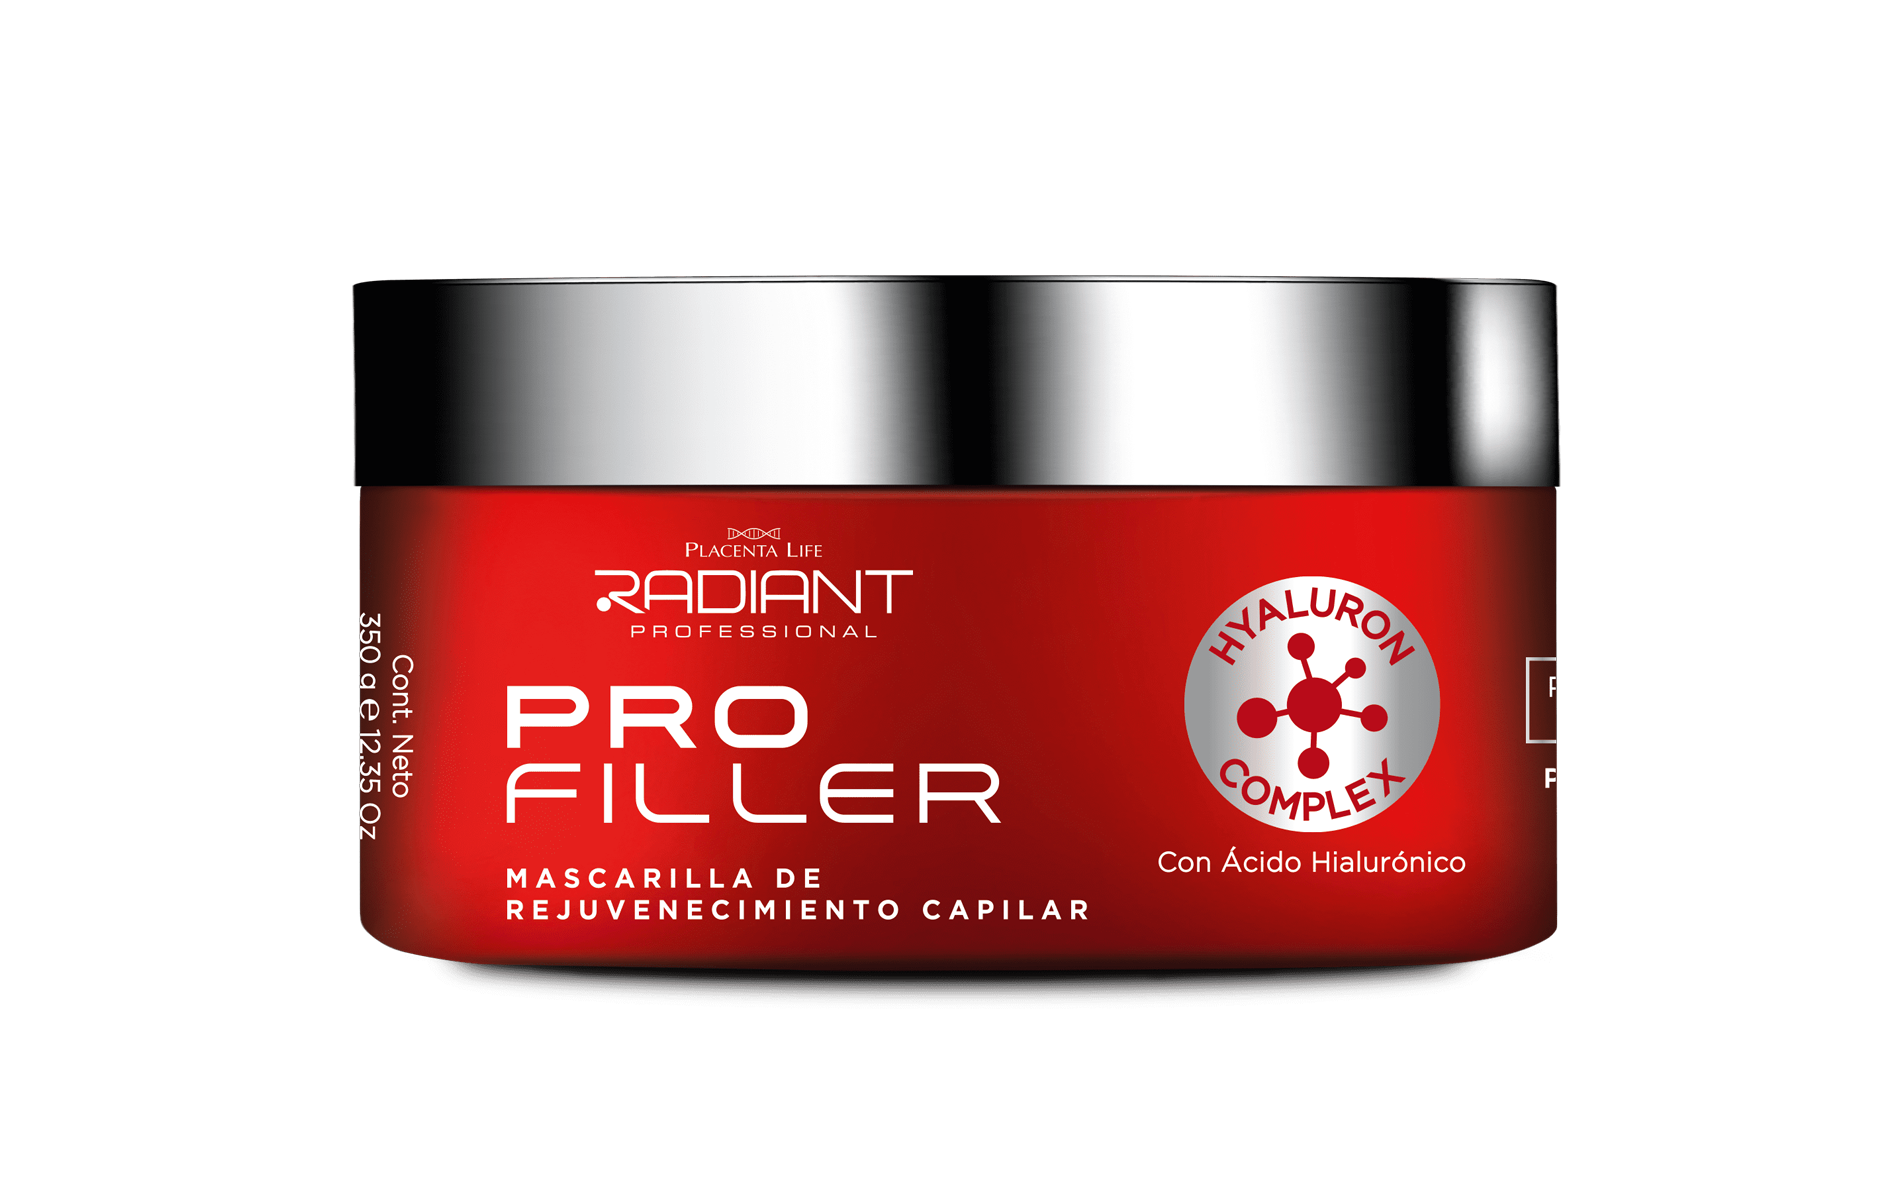 PLACENTA LIFE
RADIANT
PROFESSIONAL
PRO
FILLER
MASCARILLA DE
REJUVENECIMIENTO CAPILAR
HYALURON
COMPLEX
Con Ácido Hialurónico
Cont. Neto
350 g e 12.35 Oz